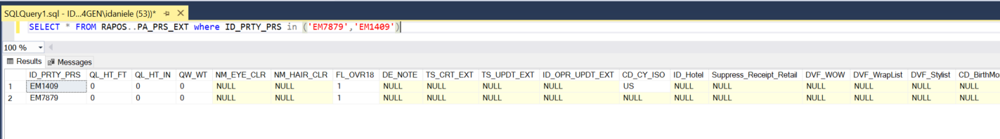 SQLQuery1.sql - ID...4GEN\idaniele (53))*
SELECT * FROM RAPOS..PA_PRS_EXT where ID_PRTY_PRS in ('EM7879','EM1409')
100 %
Results Messages
ID_PRTY_PRS QL_HT_FT QL_HT_IN QW_WT NM_EYE_CLR NM_HAIR_CLR FL_OVR18 DE_NOTE TS_CRT_EXT TS_UPDT_EXT ID_OPR_UPDT_EXT CD_CY_ISO ID_Hotel Suppress_Receipt_Retail DVF_WOW DVF_WrapList DVF_Stylist CD_BirthMo
1 EM1409 0 0 0 NULL NULL 1 NULL NULL NULL NULL US NULL NULL NULL NULL NULL NULL
2 EM7879 0 0 0 NULL NULL 1 NULL NULL NULL NULL NULL NULL NULL NULL NULL NULL NULL